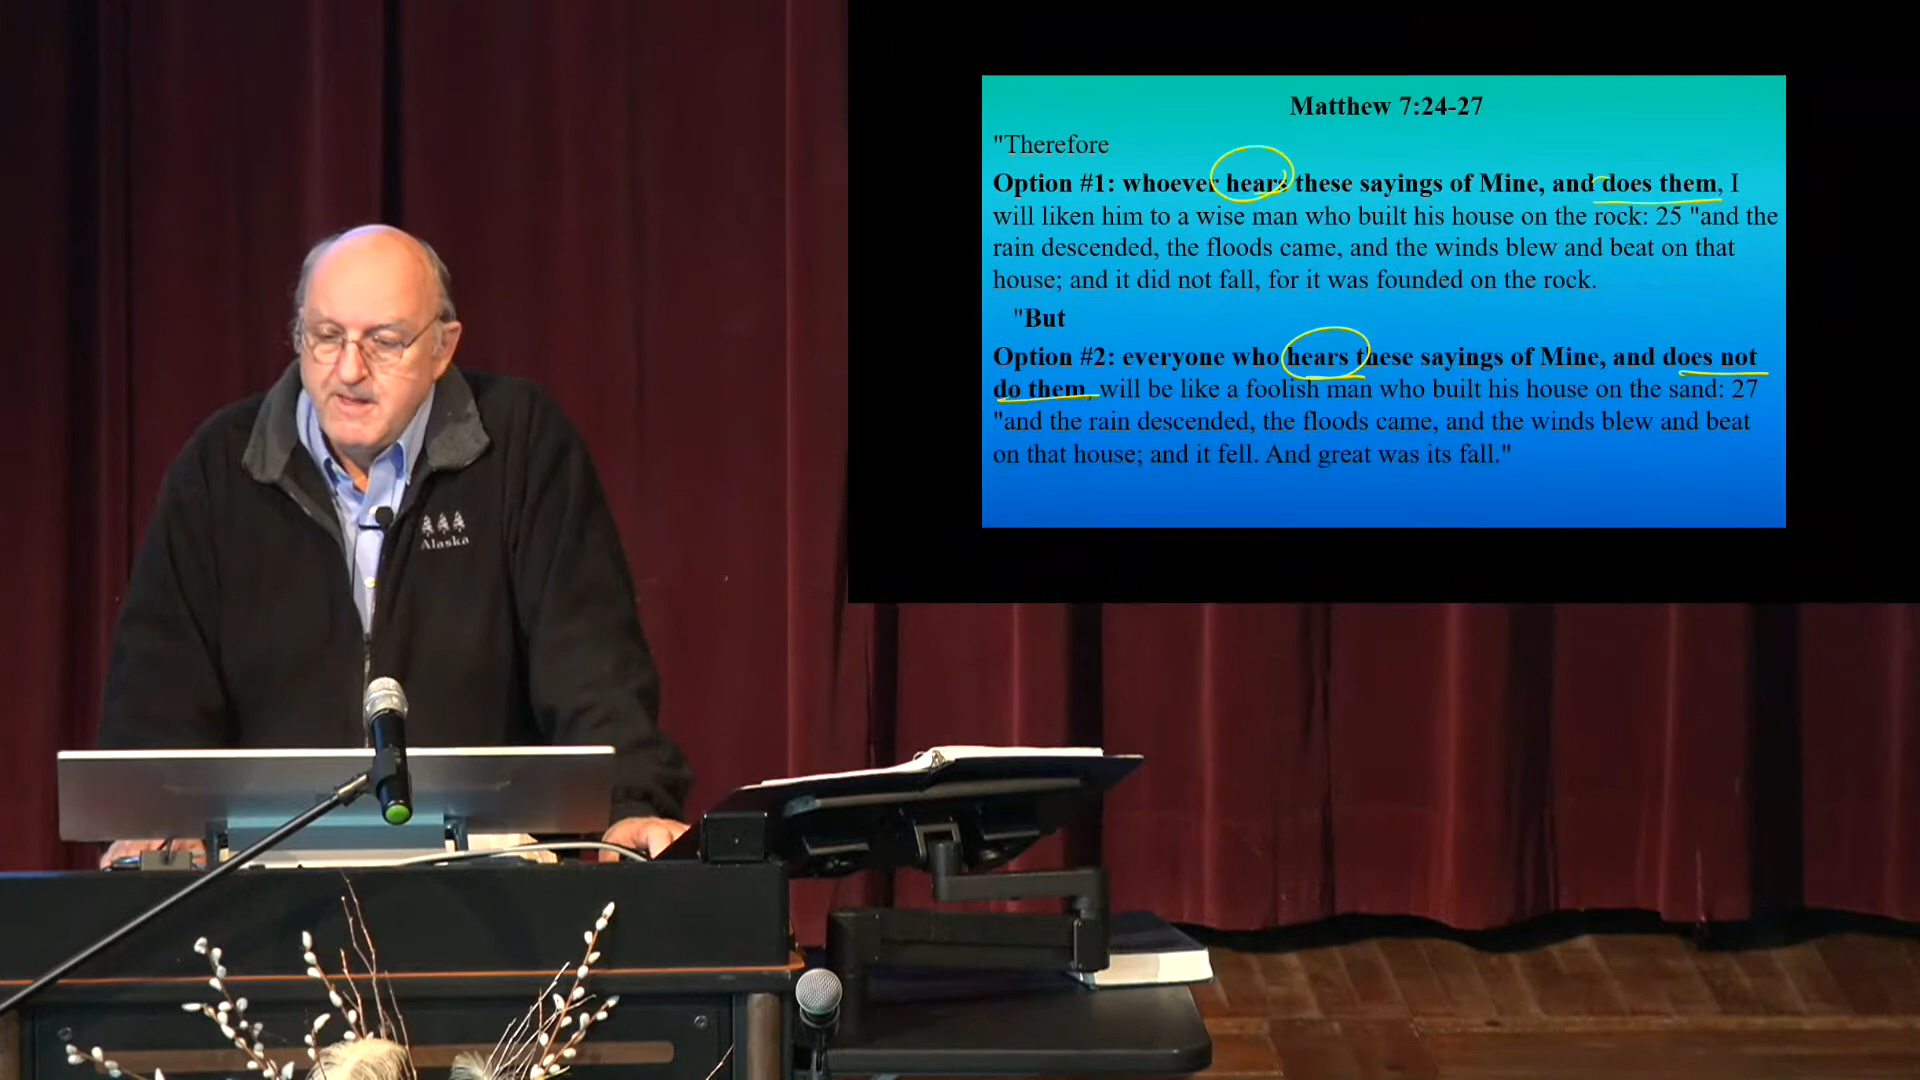 Matthew 7:24-27
"Therefore
Option #1: whoever hears these sayings of Mine, and does them, I
will liken him to a wise man who built his house on the rock: 25 "and the
rain descended, the floods came, and the winds blew and beat on that
house; and it did not fall, for it was founded on the rock.
"But
Option #2: everyone who hears these sayings of Mine, and does not
do them, will be like a foolish man who built his house on the sand: 27
"and the rain descended, the floods came, and the winds blew and beat
on that house; and it fell. And great was its fall."
Alaska